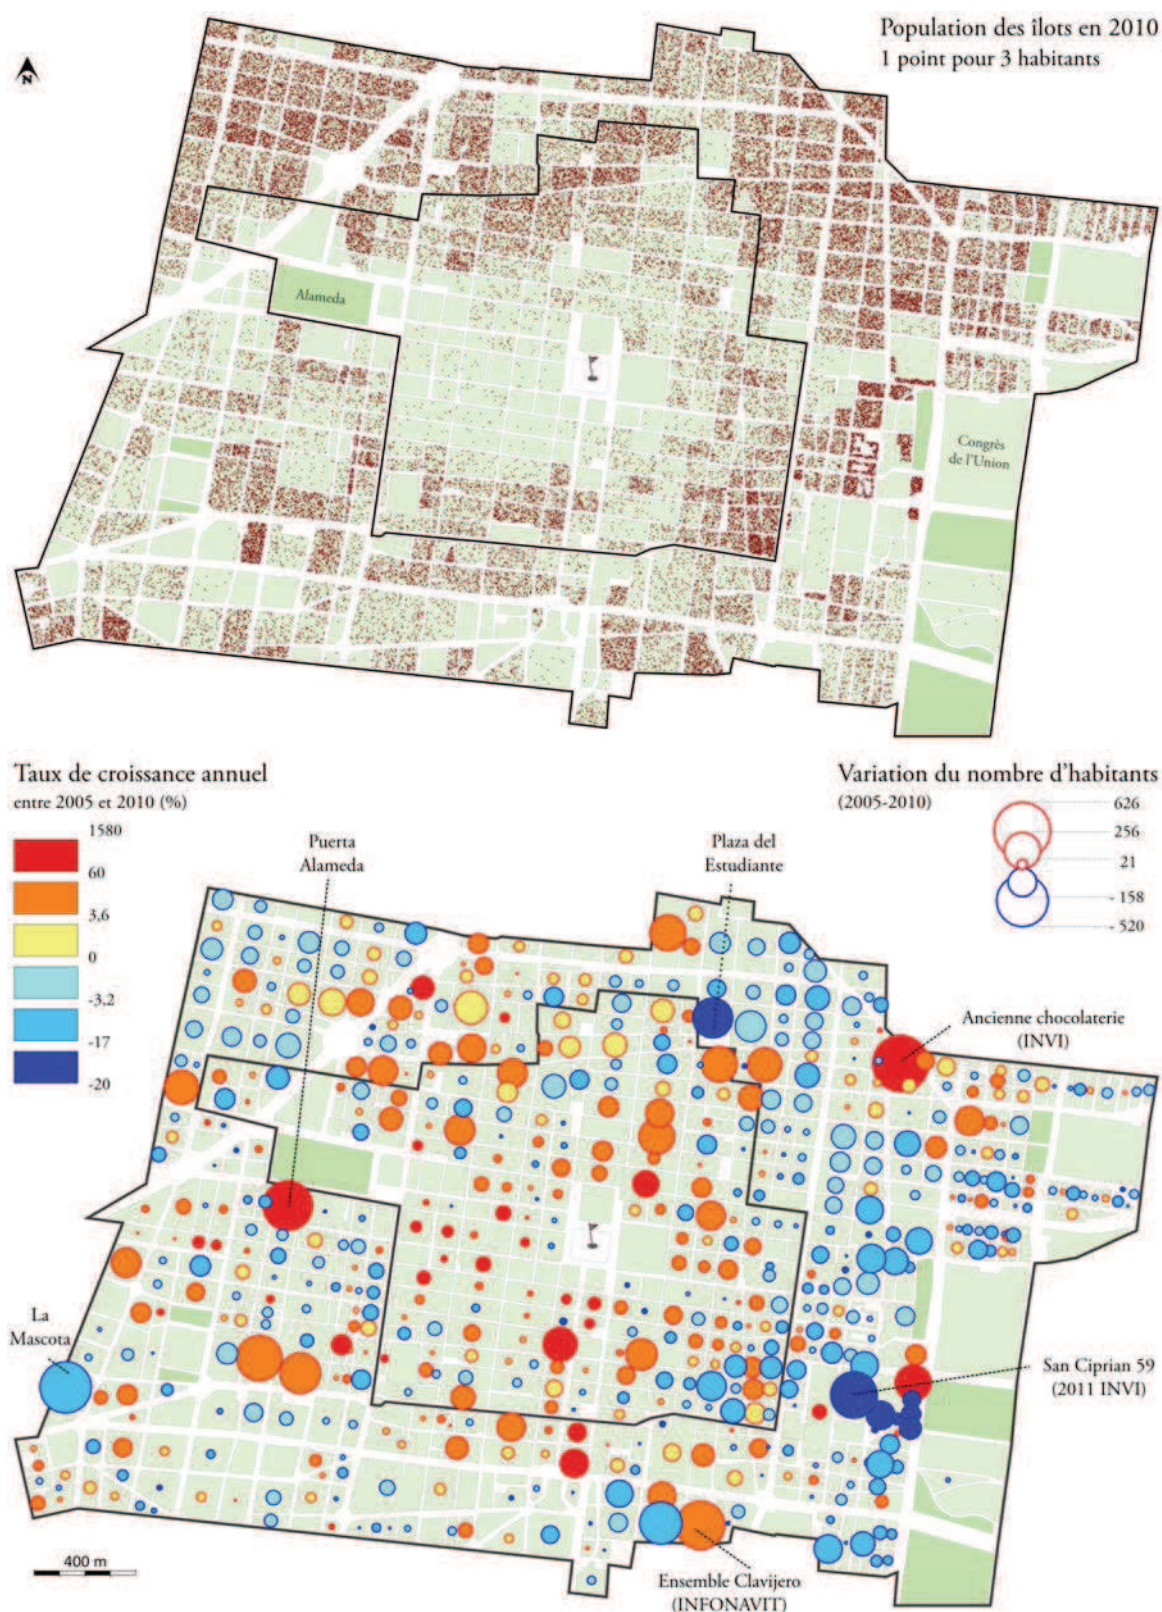 Population des îlots en 2010
1 point pour 3 habitants
N
Alameda
Congrès
de l'Union
Taux de croissance annuel
entre 2005 et 2010 (%)
1580
60
3,6
0
-3,2
-17
-20
Variation du nombre d'habitants
(2005-2010)
626
256
21
- 158
- 520
Puerta
Alameda
Plaza del
Estudiante
Ancienne chocolaterie
(INVI)
La
Mascota
San Ciprian 59
(2011 INVI)
400 m
Ensemble Clavijero
(INFONAVIT)